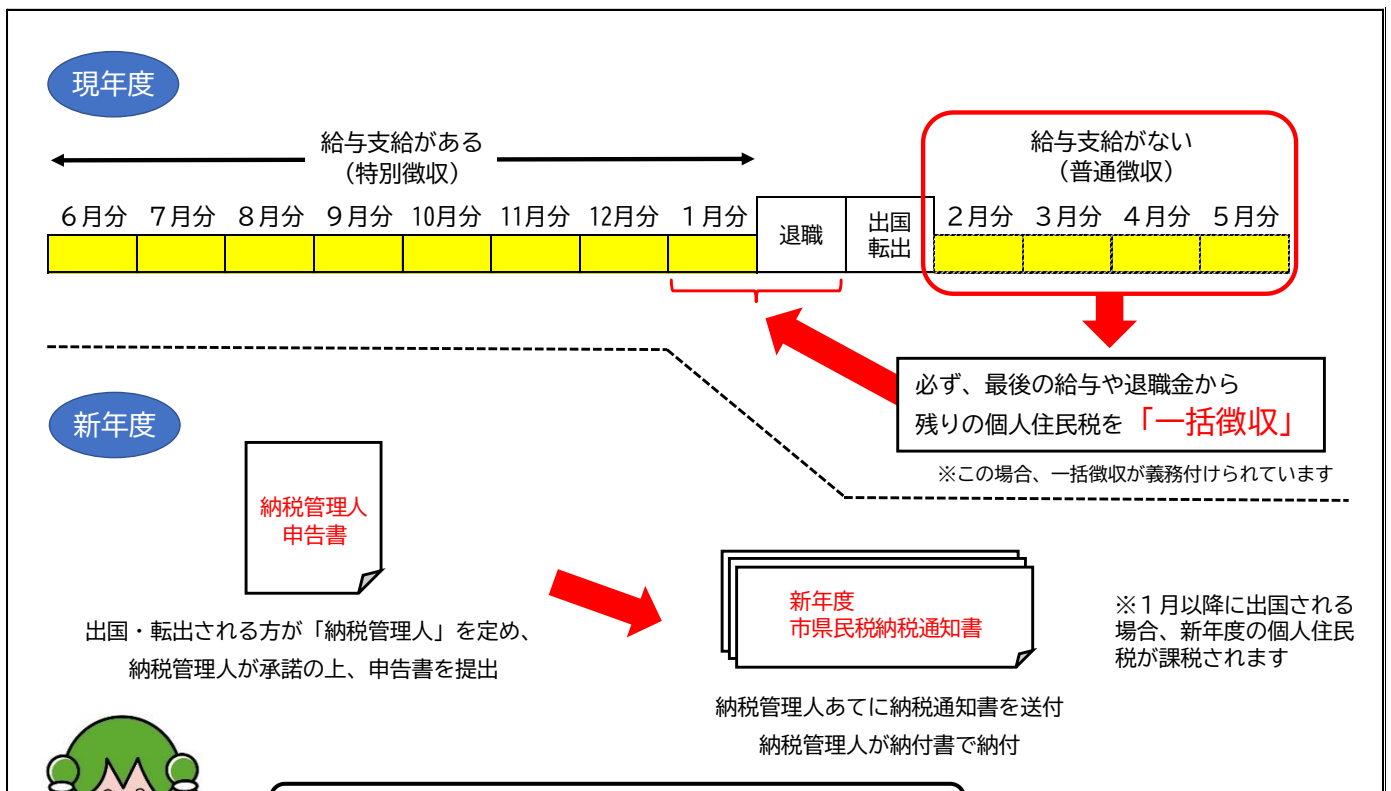 現年度
給与支給がある
（特別徴収）
給与支給がない
（普通徴収）
６月分 ７月分 ８月分 ９月分 10月分 11月分 12月分 １月分 退職 出国 ２月分 ３月分 ４月分 ５月分
転出
必ず、最後の給与や退職金から
残りの個人住民税を「一括徴収」
※この場合、一括徴収が義務付けられています
新年度
納税管理人
申告書
出国・転出される方が「納税管理人」を定め、
納税管理人が承諾の上、申告書を提出
新年度
市県民税納税通知書
納税管理人あてに納税通知書を送付
納税管理人が納付書で納付
※１月以降に出国される
場合、新年度の個人住民
税が課税されます